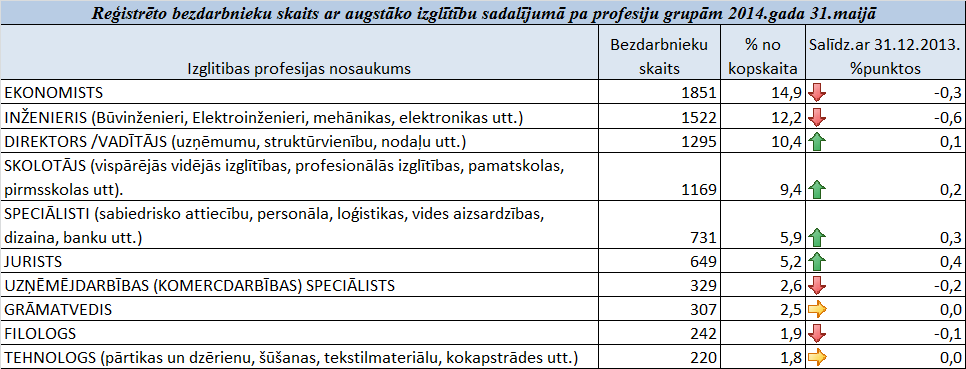 Reģistrēto bezdarbnieku skaits ar augstāko izglītību sadalījumā pa profesiju grupām 2014.gada 31.maijā
Izglītibas profesijas nosaukums Bezdarbnieku skaits % no kopskaita Salīdz.ar 31.12.2013. %punktos
EKONOMISTS 1851 14,9 -0,3
INŽENIERIS (Būvinženieri, Elektroinženieri, mehānikas, elektronikas utt.) 1522 12,2 -0,6
DIREKTORS /VADĪTĀJS (uzņēmumu, struktūrvienību, nodaļu utt.) 1295 10,4 0,1
SKOLOTĀJS (vispārējās vidējās izglītības, profesionālās izglītības, pamatskolas,
pirmsskolas utt). 1169 9,4 0,2
SPECIĀLISTI (sabiedrisko attiecību, personāla, loģistikas, vides aizsardzības,
dizaina, banku utt.) 731 5,9 0,3
JURISTS 649 5,2 0,4
UZŅĒMĒJDARBĪBAS (KOMERCDARBĪBAS) SPECIĀLISTS 329 2,6 -0,2
GRĀMATVEDIS 307 2,5 0,0
FILOLOGS 242 1,9 -0,1
TEHNOLOGS (pārtikas un dzērienu, šūšanas, tekstilmateriālu, kokapstrādes utt.) 220 1,8 0,0